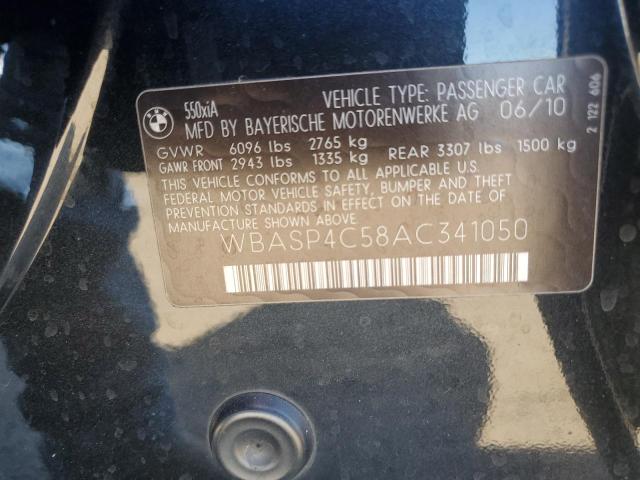 BMW
550xiA
VEHICLE TYPE: PASSENGER CAR
MFD BY BAYERISCHE MOTORENWERKE AG 06/10
GVWR 6096 lbs 2765 kg
GAWR FRONT 2943 lbs 1335 kg REAR 3307 lbs 1500 kg
THIS VEHICLE CONFORMS TO ALL APPLICABLE U.S.
FEDERAL MOTOR VEHICLE SAFETY, BUMPER AND THEFT
PREVENTION STANDARDS IN EFFECT ON THE DATE OF
MANUFACTURE SHOWN ABOVE
WBASP4C58AC341050
2 122 606